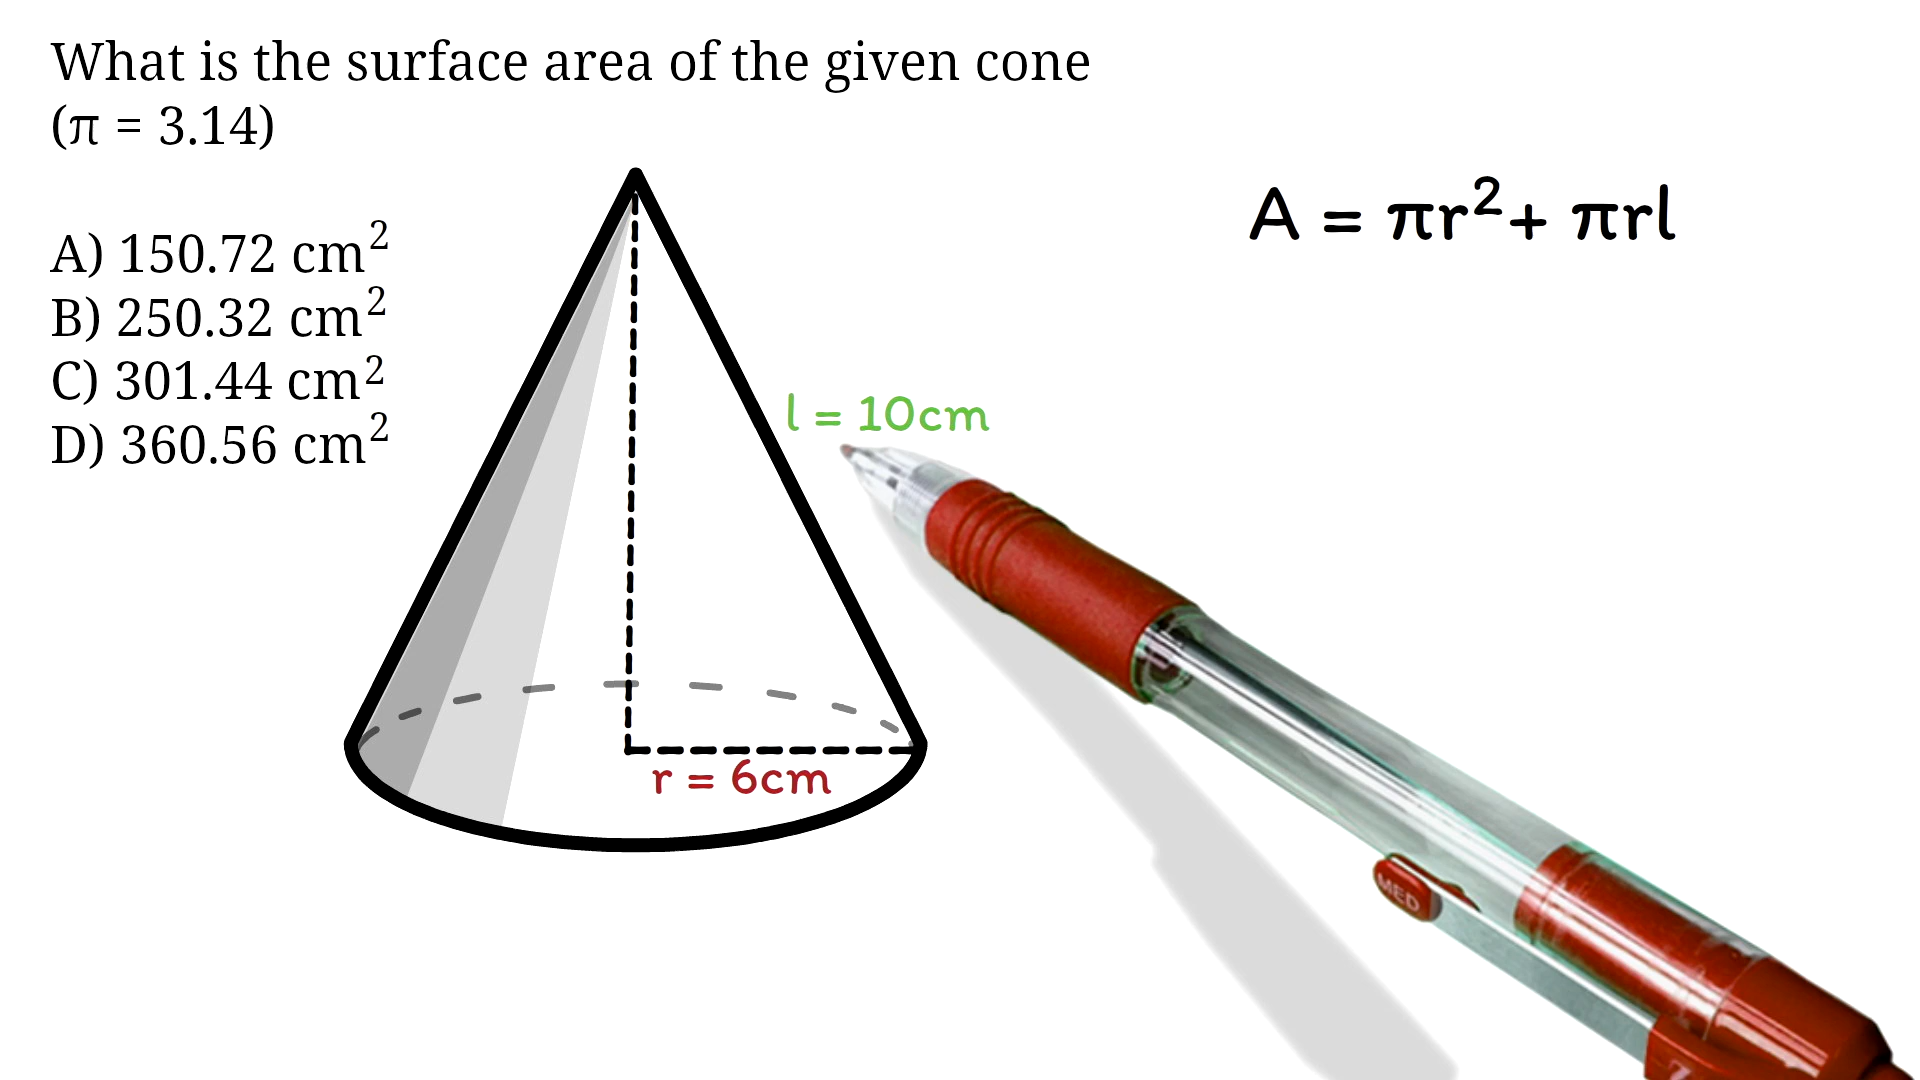 What is the surface area of the given cone
(π = 3.14)
A) 150.72 cm²
B) 250.32 cm²
C) 301.44 cm²
D) 360.56 cm²
A = πr² + πrl
l = 10cm
r = 6cm
MED
Z